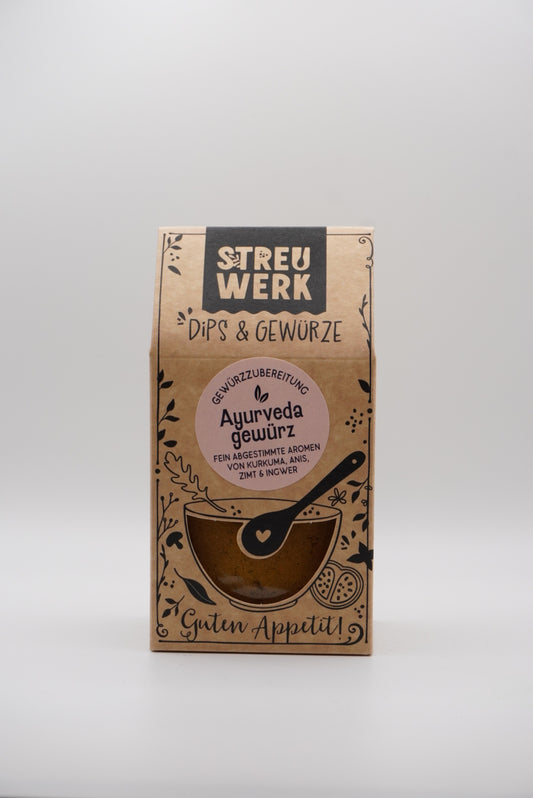 STREU
WERK
DiPS & GEWÜRZE
GEWÜRZZUBEREITUNG
Ayurveda
gewürz
FEIN ABGESTIMMTE AROMEN
VON KURKUMA, ANIS,
ZIMT & INGWER
Guten Appetit!